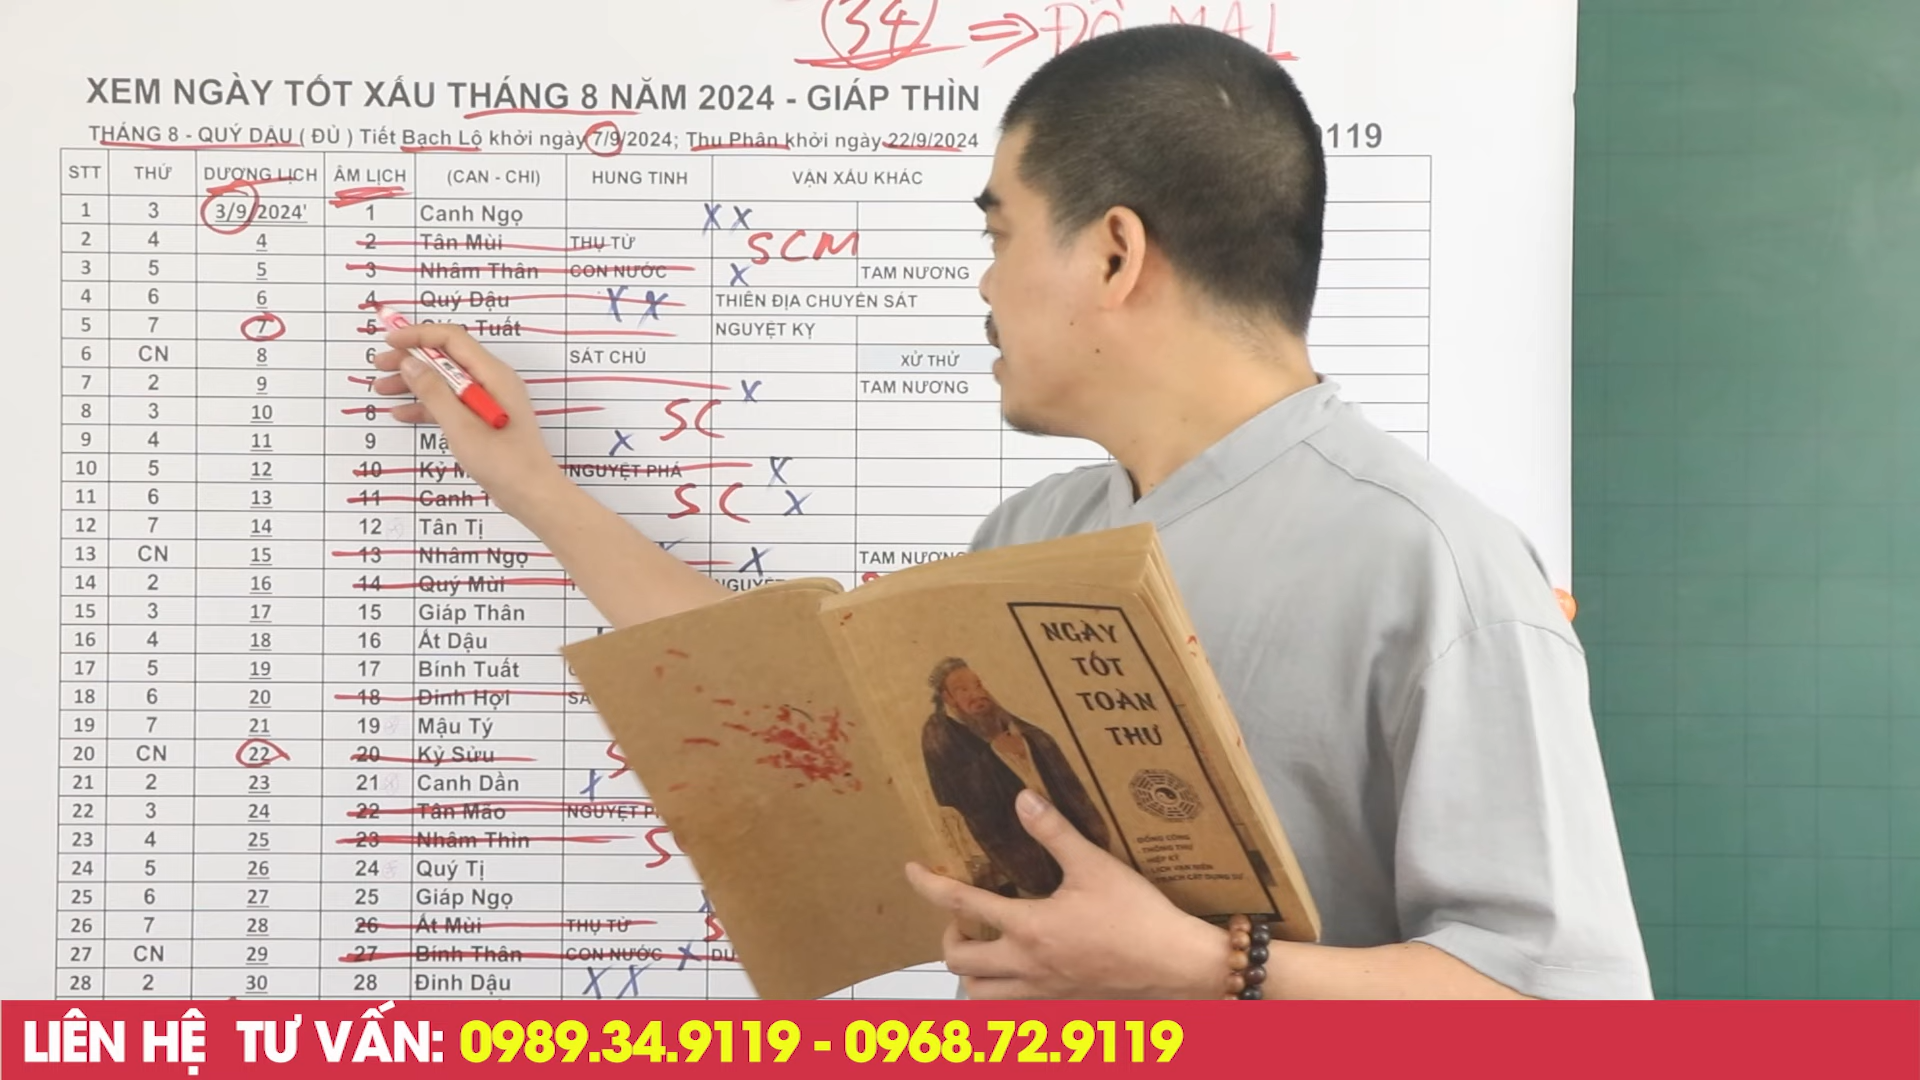 34 ⇒ ĐỔ MAI
XEM NGÀY TỐT XẤU THÁNG 8 NĂM 2024 - GIÁP THÌN
THÁNG 8 - QUÝ DẬU ( ĐỦ ) Tiết Bạch Lộ khởi ngày 7/9/2024; Thu Phân khởi ngày 22/9/2024
9119
STT THỨ DƯƠNG LỊCH ÂM LỊCH (CAN - CHI) HUNG TINH VẬN XẤU KHÁC
1 3 3/9/2024' 1 Canh Ngọ X X
2 4 4 2 Tân Mùi THỤ TỬ SCM
3 5 5 3 Nhâm Thân CON NƯỚC X TAM NƯƠNG
4 6 6 4 Quý Dậu X X THIÊN ĐỊA CHUYÊN SÁT
5 7 7 5 Tuất NGUYỆT KỴ
6 CN 8 6 SÁT CHỦ XỬ THỬ
7 2 9 7 X TAM NƯƠNG
8 3 10 8 SC
9 4 11 9 X
10 5 12 10 Kỷ NGUYỆT PHÁ X
11 6 13 11 Canh SC X
12 7 14 12 Tân Tị
13 CN 15 13 Nhâm Ngọ X TAM NƯƠNG
14 2 16 14 Quý Mùi
15 3 17 15 Giáp Thân
16 4 18 16 Ất Dậu
17 5 19 17 Bính Tuất
18 6 20 18 Đinh Hợi SÁ
19 7 21 19 Mậu Tý
20 CN 22 20 Kỷ Sửu
21 2 23 21 Canh Dần X
22 3 24 22 Tân Mão NGUYỆT P
23 4 25 23 Nhâm Thìn S
24 5 26 24 Quý Tị
25 6 27 25 Giáp Ngọ
26 7 28 26 Ất Mùi THỤ TỬ S
27 CN 29 27 Bính Thân CON NƯỚC X DƯ
28 2 30 28 Đinh Dậu X X
NGÀY
TỐT
TOÀN
THƯ
LIÊN HỆ TƯ VẤN: 0989.34.9119 - 0968.72.9119